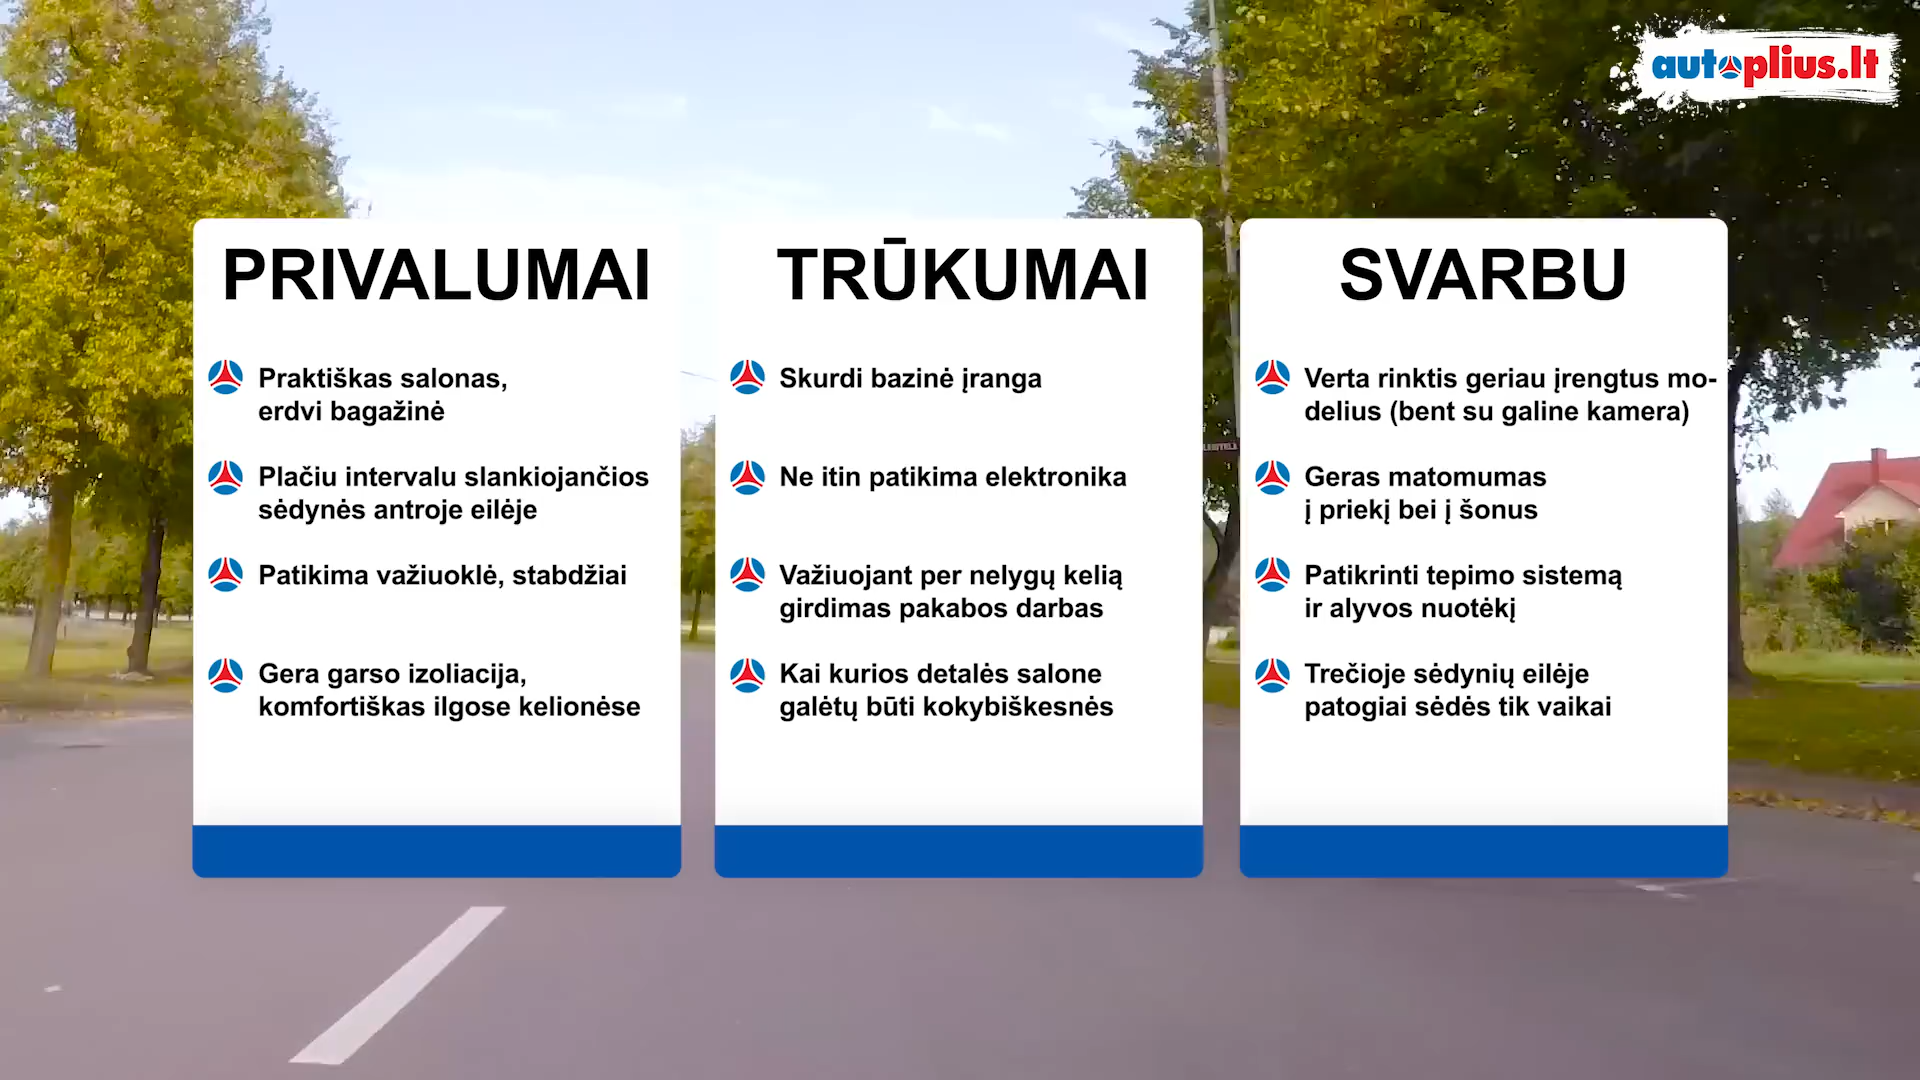 autoplius.lt
PRIVALUMAI
Praktiškas salonas,
erdvi bagažinė
Plačiu intervalu slankiojančios
sėdynės antroje eilėje
Patikima važiuoklė, stabdžiai
Gera garso izoliacija,
komfortiškas ilgose kelionėse
TRŪKUMAI
Skurdi bazinė įranga
Ne itin patikima elektronika
Važiuojant per nelygų kelią
girdimas pakabos darbas
Kai kurios detalės salone
galėtų būti kokybiškesnės
SVARBU
Verta rinktis geriau įrengtus mo-
delius (bent su galine kamera)
Geras matomumas
į priekį bei į šonus
Patikrinti tepimo sistemą
ir alyvos nuotėkį
Trečioje sėdynių eilėje
patogiai sėdės tik vaikai